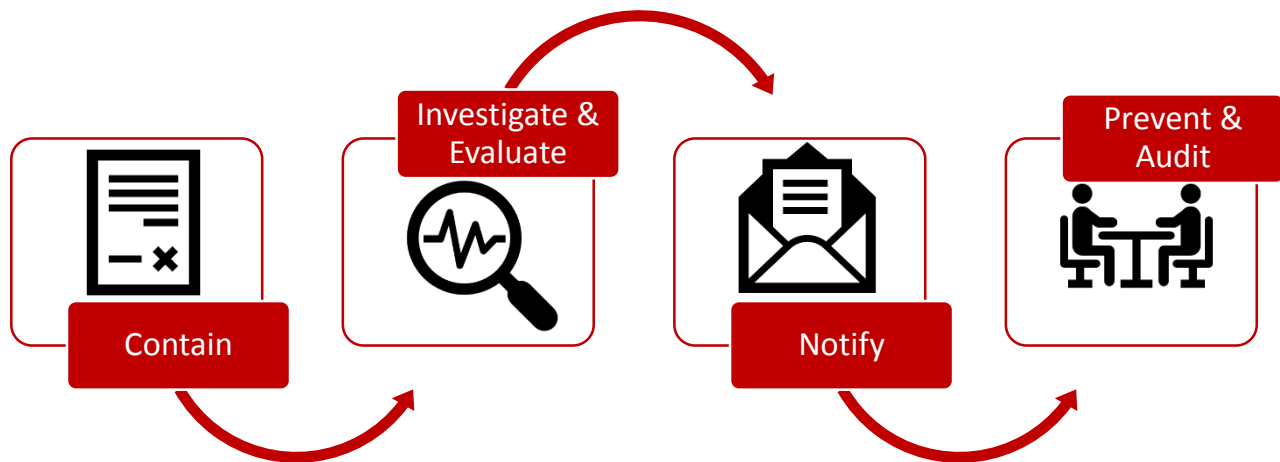 Contain
Investigate &
Evaluate
Notify
Prevent &
Audit